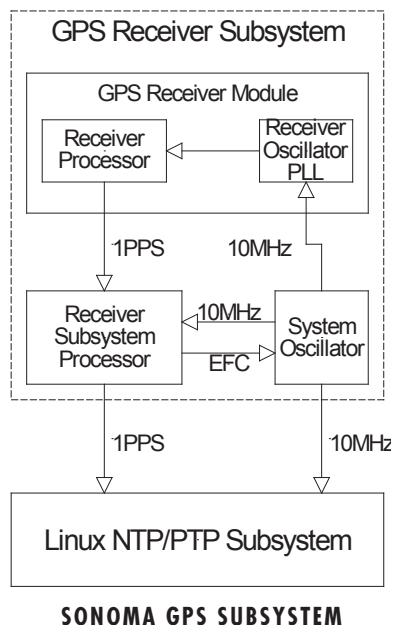 GPS Receiver Subsystem
GPS Receiver Module
Receiver
Processor
Receiver
Oscillator
PLL
1PPS
10MHz
Receiver
Subsystem
Processor
10MHz
EFC
System
Oscillator
1PPS
10MHz
Linux NTP/PTP Subsystem
SONOMA GPS SUBSYSTEM